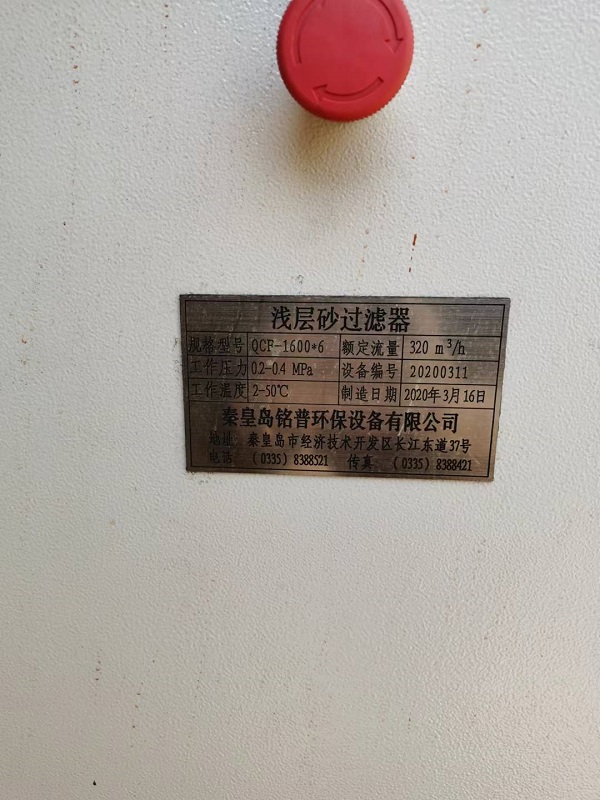 浅层砂过滤器
规格型号 QCF-1600*6 额定流量 320 m³/h
工作压力 0.2-0.4 MPa 设备编号 20200311
工作温度 2-50℃ 制造日期 2020年3月16日
秦皇岛铭普环保设备有限公司
地址: 秦皇岛市经济技术开发区长江东道37号
电话: (0335) 8388521 传真: (0335) 8388421